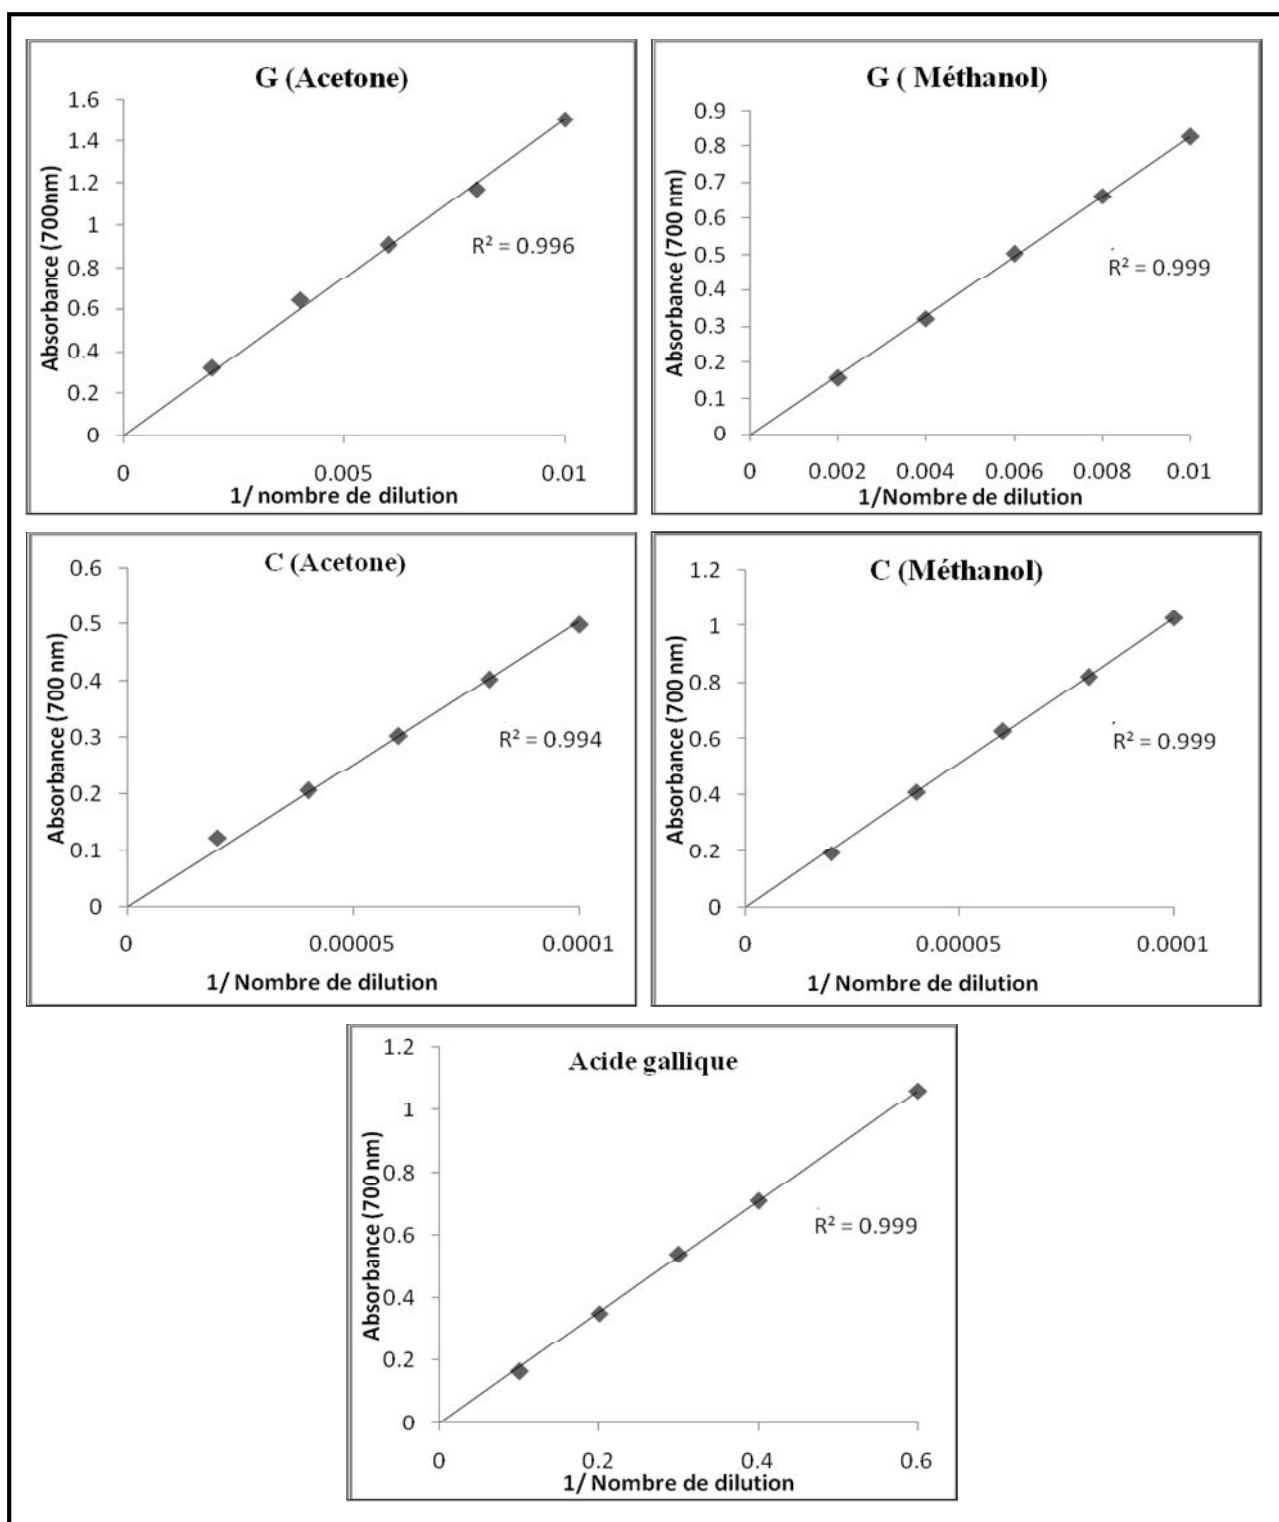 G (Acetone)
1.6
1.4
1.2
1
0.8
0.6
0.4
0.2
0
Absorbance (700nm)
R² = 0.996
0 0.005 0.01
1/ nombre de dilution
G ( Méthanol)
0.9
0.8
0.7
0.6
0.5
0.4
0.3
0.2
0.1
0
Absorbance (700 nm)
R² = 0.999
0 0.002 0.004 0.006 0.008 0.01
1/Nombre de dilution
C (Acetone)
0.6
0.5
0.4
0.3
0.2
0.1
0
Absorbance (700 nm)
R² = 0.994
0 0.00005 0.0001
1/ Nombre de dilution
C (Méthanol)
1.2
1
0.8
0.6
0.4
0.2
0
Absorbance (700 nm)
R² = 0.999
0 0.00005 0.0001
1/ Nombre de dilution
Acide gallique
1.2
1
0.8
0.6
0.4
0.2
0
Absorbance (700 nm)
R² = 0.999
0 0.2 0.4 0.6
1/ Nombre de dilution